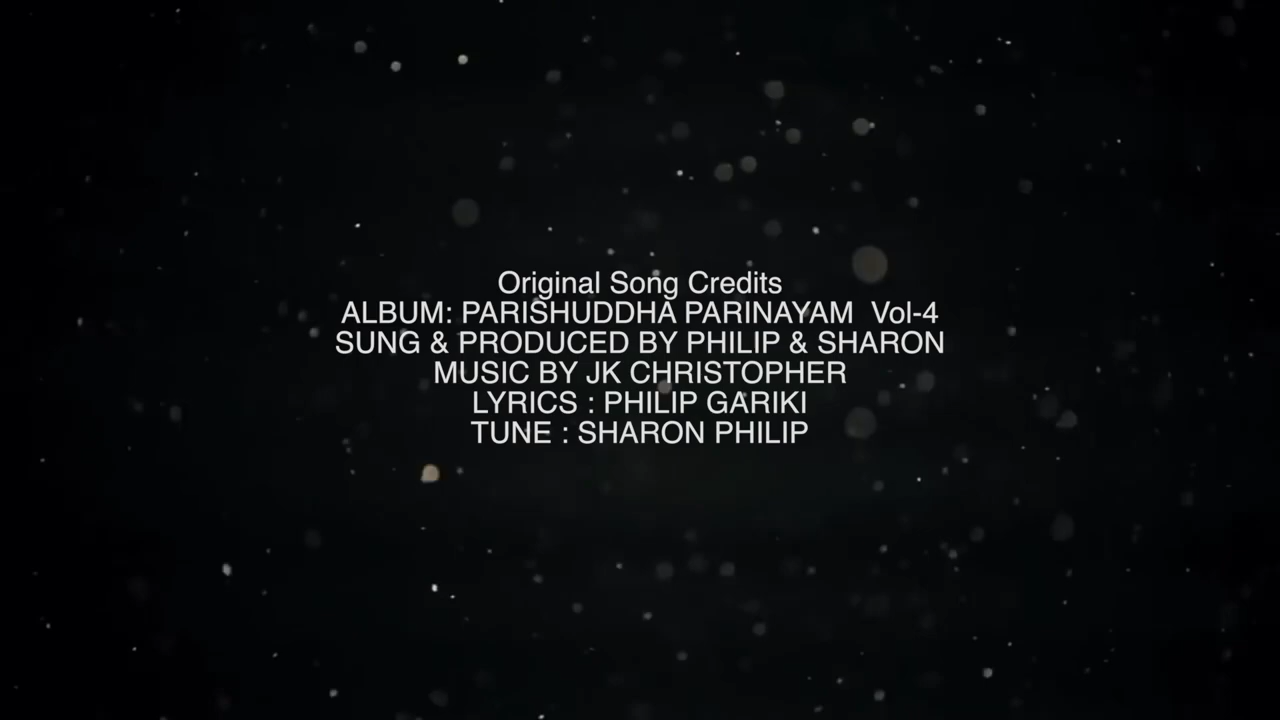 Original Song Credits
ALBUM: PARISHUDDHA PARINAYAM  Vol-4
SUNG & PRODUCED BY PHILIP & SHARON
MUSIC BY JK CHRISTOPHER
LYRICS : PHILIP GARIKI
TUNE : SHARON PHILIP